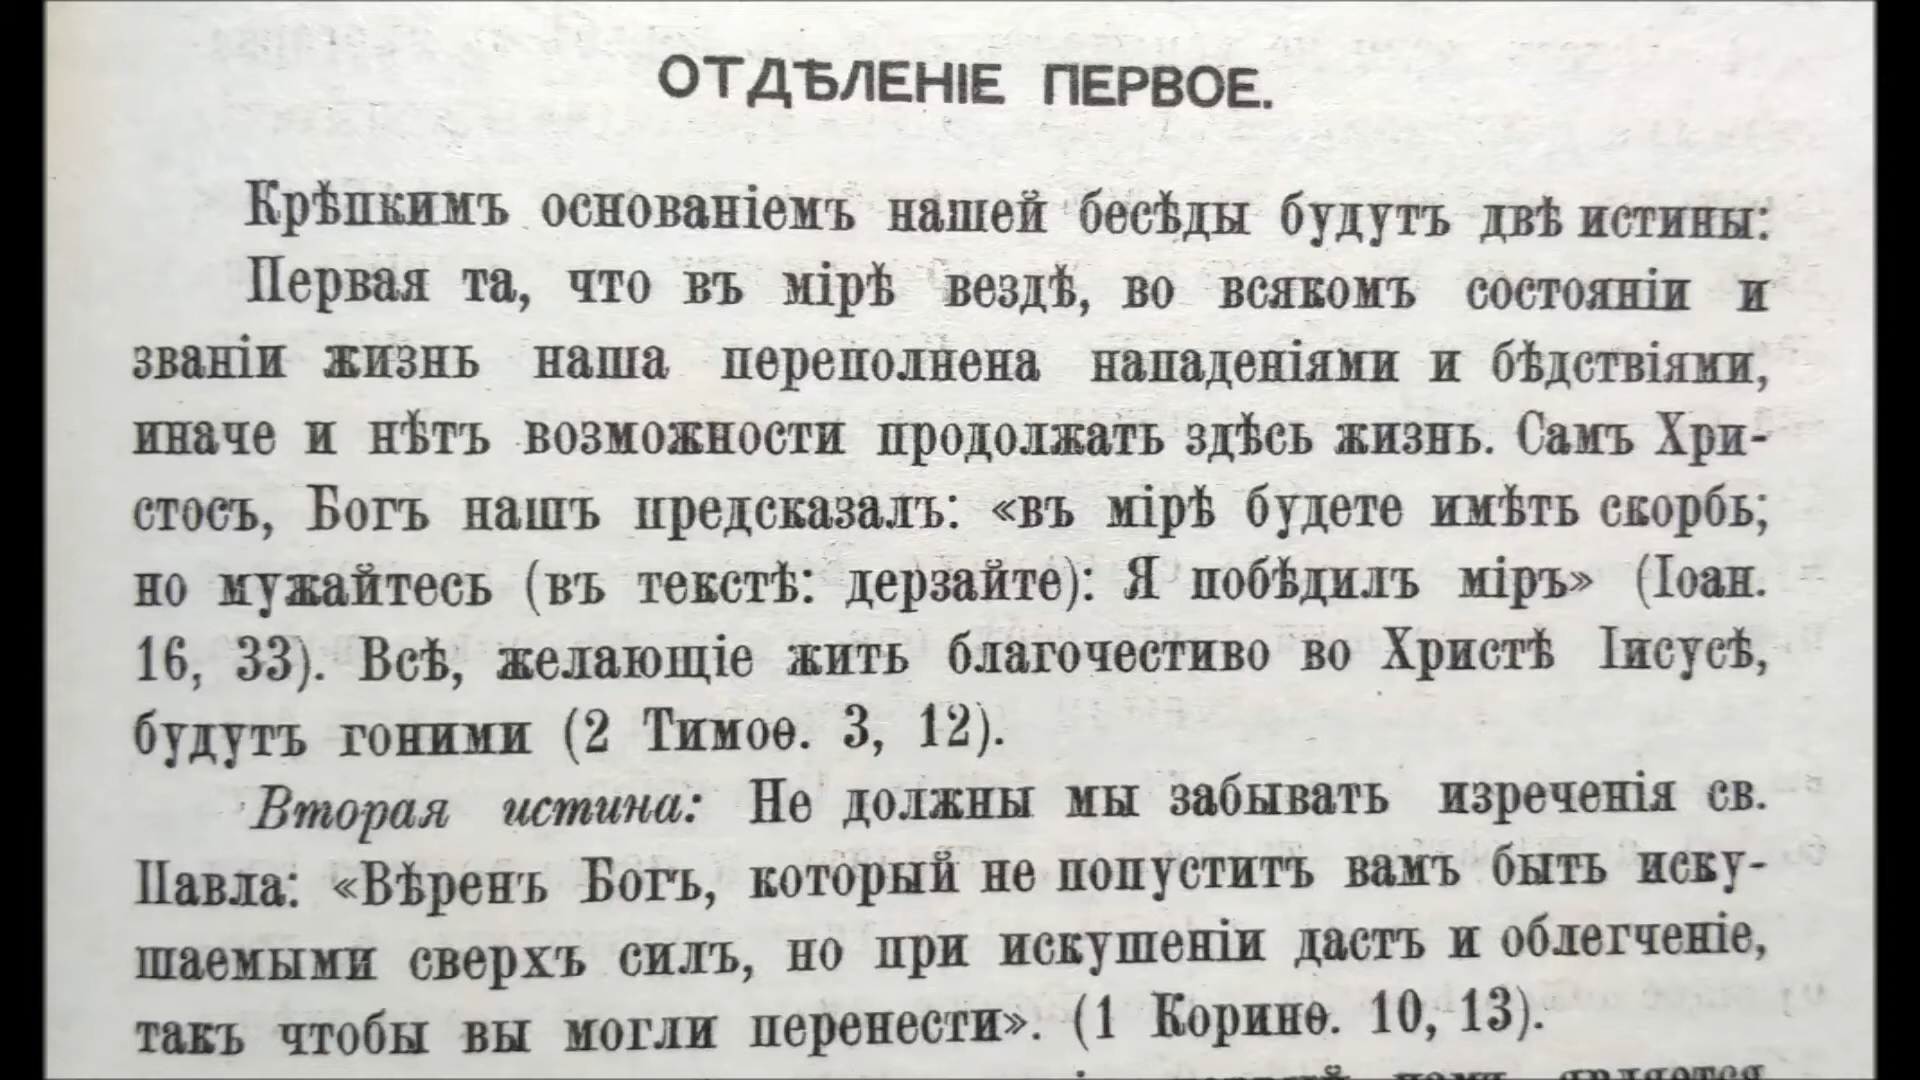 ОТДѢЛЕНІЕ ПЕРВОЕ.
Крѣпкимъ основаніемъ нашей бесѣды будутъ двѣ истины:
Первая та, что въ мірѣ вездѣ, во всякомъ состояніи и
званіи жизнь наша переполнена нападеніями и бѣдствіями,
иначе и нѣтъ возможности продолжать здѣсь жизнь. Самъ Хри-
стосъ, Богъ нашъ предсказалъ: «въ мірѣ будете имѣть скорбь;
но мужайтесь (въ текстѣ: дерзайте): Я побѣдилъ міръ» (Іоан.
16, 33). Всѣ, желающіе жить благочестиво во Христѣ Іисусѣ,
будутъ гоними (2 Тимоѳ. 3, 12).
Вторая истина: Не должны мы забывать изреченія св.
Павла: «Вѣренъ Богъ, который не попуститъ вамъ быть иску-
шаемыми сверхъ силъ, но при искушеніи дастъ и облегченіе,
такъ чтобы вы могли перенести». (1 Коринѳ. 10, 13).